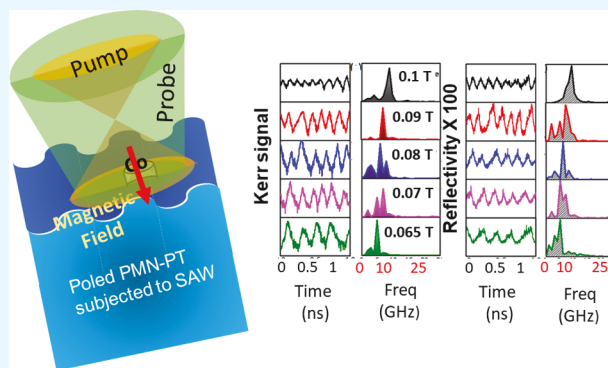 Pump
Probe
Co
Magnetic
Field
Poled PMN-PT
subjected to SAW
Kerr signal
0.1 T
0.09 T
0.08 T
0.07 T
0.065 T
0 0.5 1
Time
(ns)
0 10 25
Freq
(GHz)
Reflectivity X 100
0 0.5 1
Time
(ns)
0 10 25
Freq
(GHz)